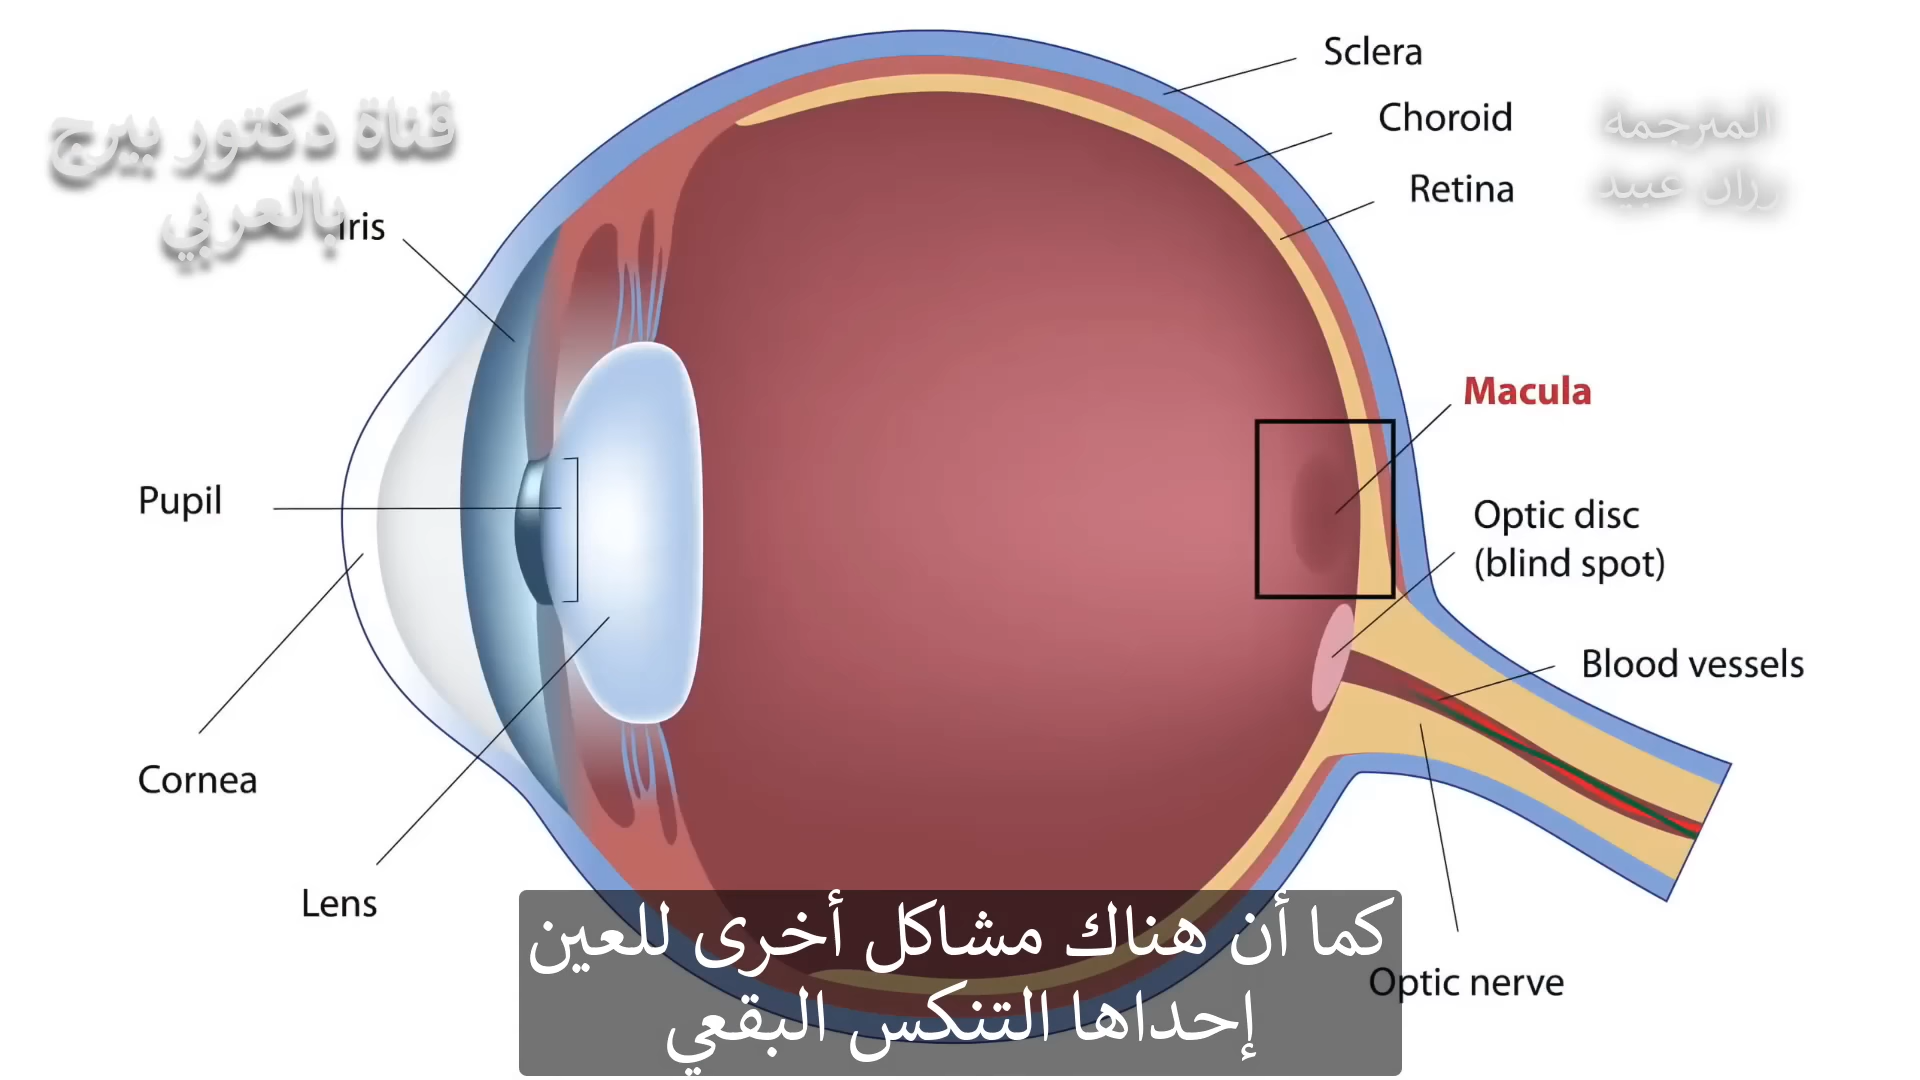 قناة دكتور بيرج
بالعربي
المترجمة
رزان عبيد
Sclera
Choroid
Retina
Iris
Macula
Pupil
Optic disc
(blind spot)
Blood vessels
Cornea
Lens
Optic nerve
كما أن هناك مشاكل أخرى للعين
إحداها التنكس البقعي